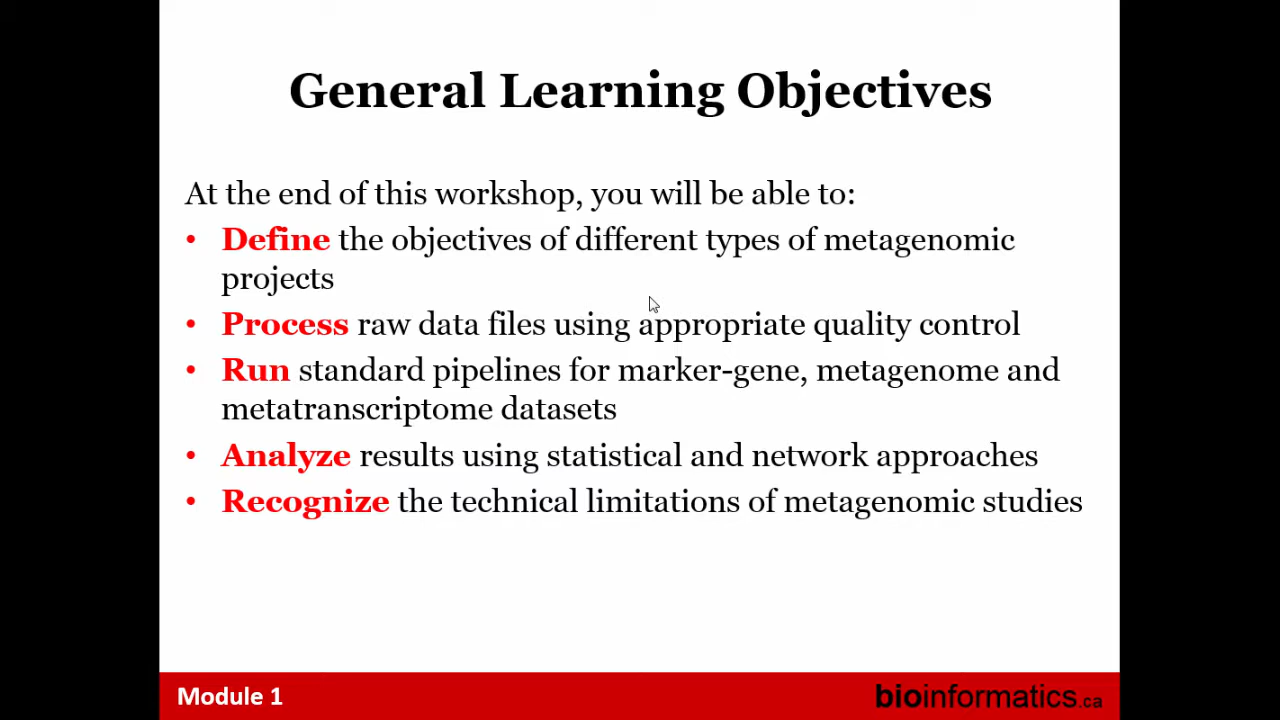 General Learning Objectives
At the end of this workshop, you will be able to:
• Define the objectives of different types of metagenomic
projects
• Process raw data files using appropriate quality control
• Run standard pipelines for marker-gene, metagenome and
metatranscriptome datasets
• Analyze results using statistical and network approaches
• Recognize the technical limitations of metagenomic studies
Module 1
bioinformatics.ca